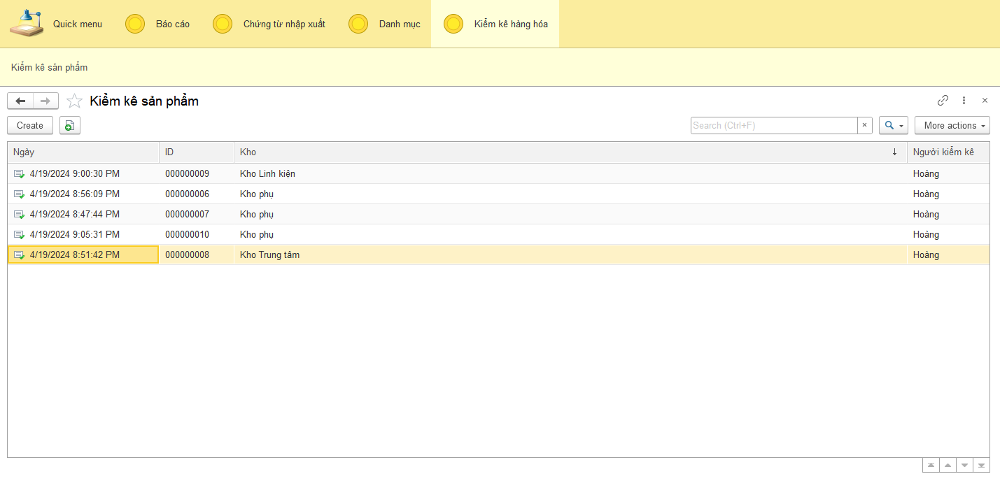 Quick menu Báo cáo Chứng từ nhập xuất Danh mục Kiểm kê hàng hóa
Kiểm kê sản phẩm
Kiểm kê sản phẩm
Create Search (Ctrl+F) × More actions
Ngày ID Kho ↓ Người kiểm kê
4/19/2024 9:00:30 PM 000000009 Kho Linh kiện Hoàng
4/19/2024 8:56:09 PM 000000006 Kho phụ Hoàng
4/19/2024 8:47:44 PM 000000007 Kho phụ Hoàng
4/19/2024 9:05:31 PM 000000010 Kho phụ Hoàng
4/19/2024 8:51:42 PM 000000008 Kho Trung tâm Hoàng